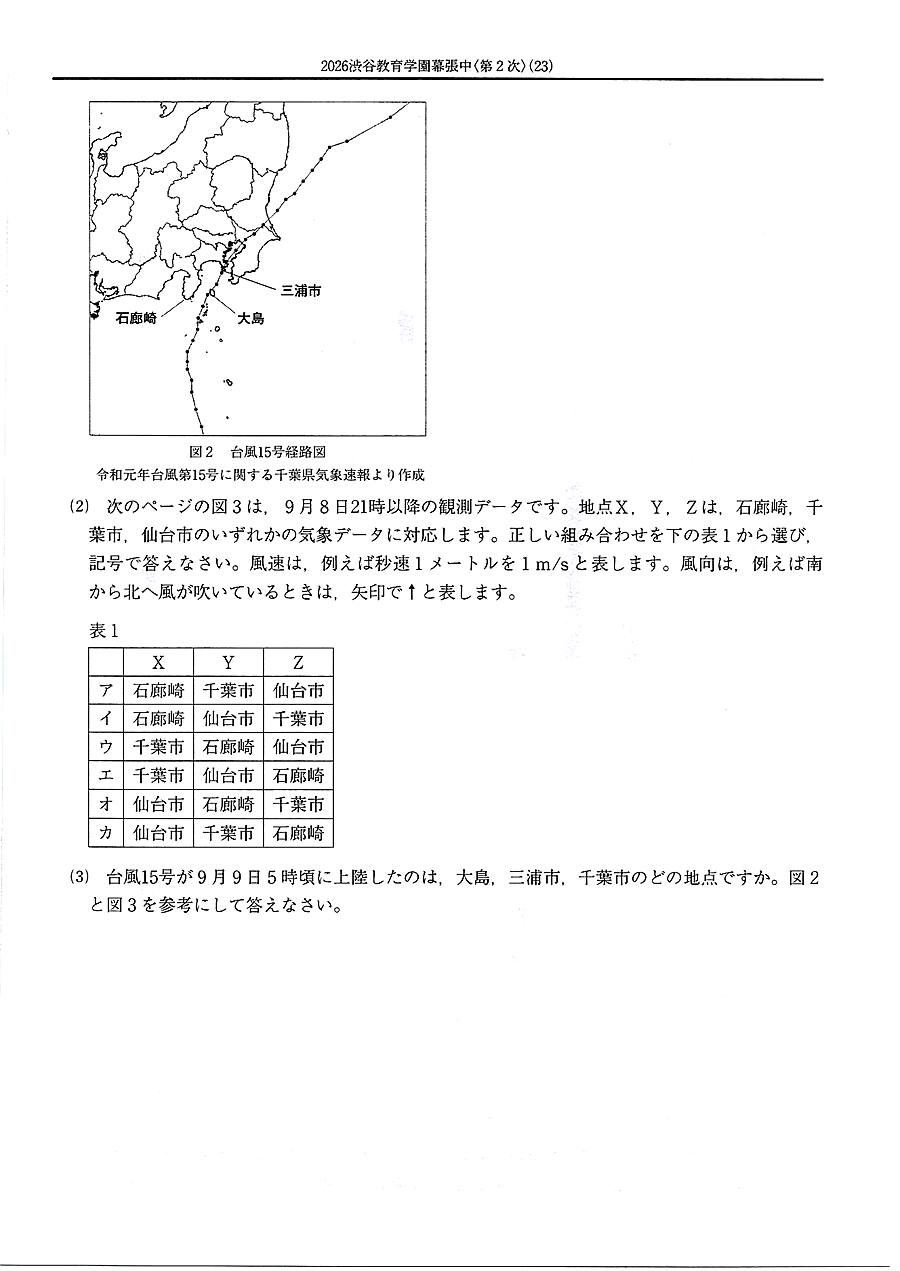 2026渋谷教育学園幕張中〈第2次〉(23)
三浦市
石廊崎
大島
図2 台風15号経路図
令和元年台風第15号に関する千葉県気象速報より作成
(2) 次のページの図3は，9月8日21時以降の観測データです。地点X，Y，Zは，石廊崎，千
葉市，仙台市のいずれかの気象データに対応します。正しい組み合わせを下の表1から選び，
記号で答えなさい。風速は，例えば秒速1メートルを1m/sと表します。風向は，例えば南
から北へ風が吹いているときは，矢印で↑と表します。
表1
X Y Z
ア 石廊崎 千葉市 仙台市
イ 石廊崎 仙台市 千葉市
ウ 千葉市 石廊崎 仙台市
エ 千葉市 仙台市 石廊崎
オ 仙台市 石廊崎 千葉市
カ 仙台市 千葉市 石廊崎
(3) 台風15号が9月9日5時頃に上陸したのは，大島，三浦市，千葉市のどの地点ですか。図2
と図3を参考にして答えなさい。